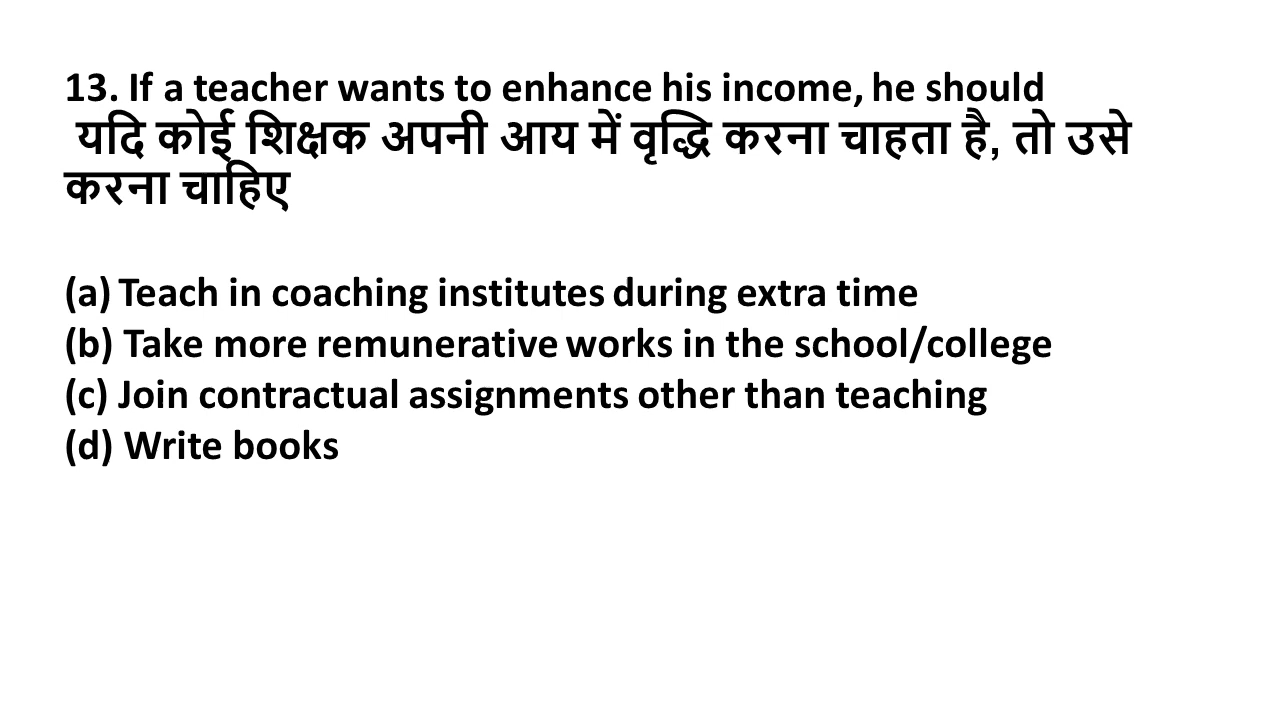 13. If a teacher wants to enhance his income, he should
यदि कोई शिक्षक अपनी आय में वृद्धि करना चाहता है, तो उसे
करना चाहिए
(a) Teach in coaching institutes during extra time
(b) Take more remunerative works in the school/college
(c) Join contractual assignments other than teaching
(d) Write books